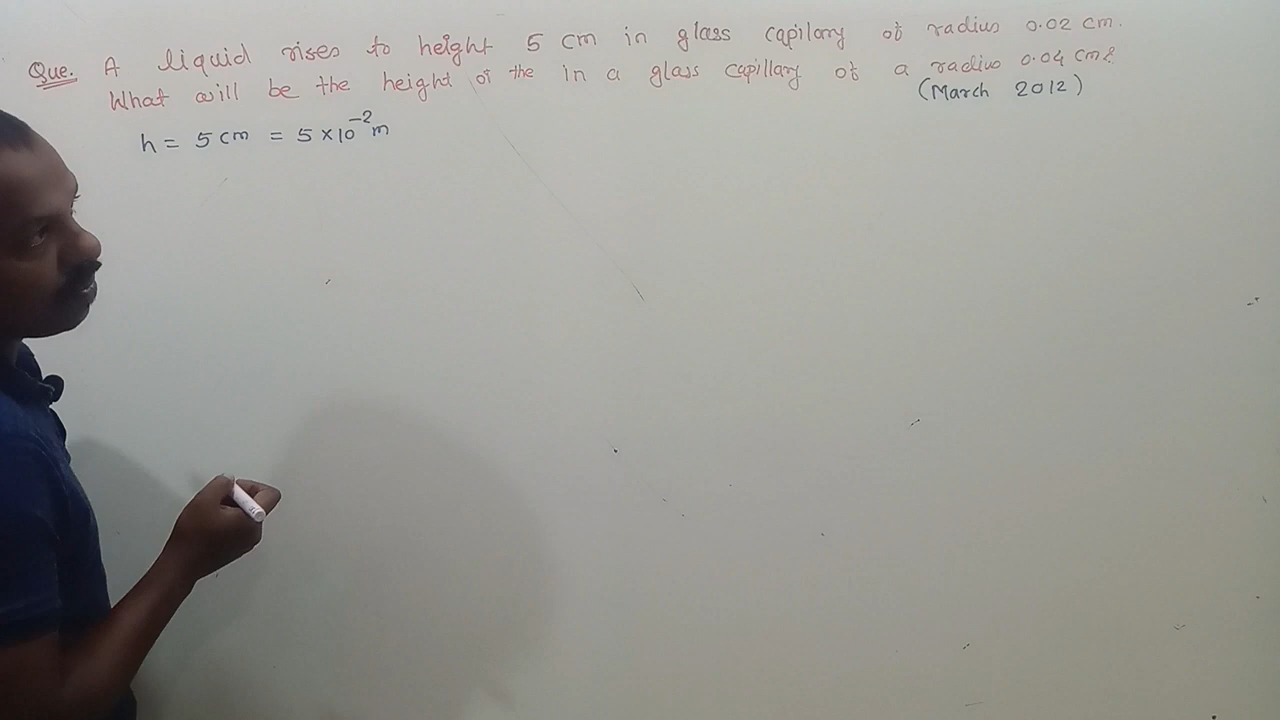 Que. A liquid rises to height 5 cm in glass capilary of radius 0.02 cm.
What will be the height of the in a glass capillary of a radius 0.04 cm?
(March 2012)
h = 5 cm = 5 × 10⁻² m